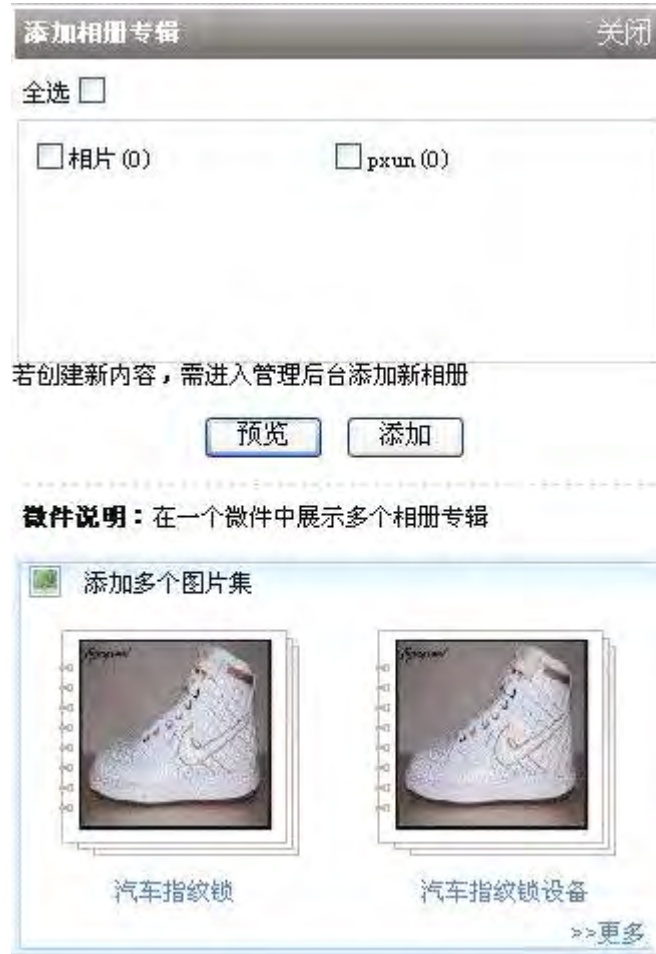 添加相册专辑 关闭
全选
相片(0) pxun(0)
若创建新内容，需进入管理后台添加新相册
预览 添加
微件说明：在一个微件中展示多个相册专辑
添加多个图片集
汽车指纹锁 汽车指纹锁设备
>>更多